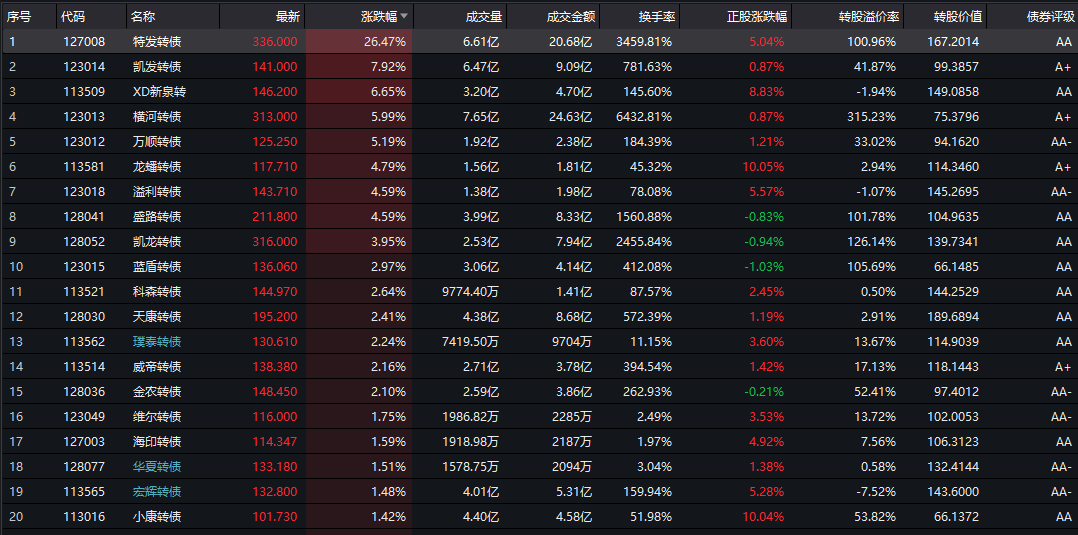 序号 代码 名称 最新 涨跌幅 成交量 成交金额 换手率 正股涨跌幅 转股溢价率 转股价值 债券评级
1 127008 特发转债 336.000 26.47% 6.61亿 20.68亿 3459.81% 5.04% 100.96% 167.2014 AA
2 123014 凯发转债 141.000 7.92% 6.47亿 9.09亿 781.63% 0.87% 41.87% 99.3857 A+
3 113509 XD新泉转 146.200 6.65% 3.20亿 4.70亿 145.60% 8.83% -1.94% 149.0858 AA
4 123013 横河转债 313.000 5.99% 7.65亿 24.63亿 6432.81% 0.87% 315.23% 75.3796 A+
5 123012 万顺转债 125.250 5.19% 1.92亿 2.38亿 184.39% 1.21% 33.02% 94.1620 AA-
6 113581 龙蟠转债 117.710 4.79% 1.56亿 1.81亿 45.32% 10.05% 2.94% 114.3460 A+
7 123018 溢利转债 143.710 4.59% 1.38亿 1.98亿 78.08% 5.57% -1.07% 145.2695 AA-
8 128041 盛路转债 211.800 4.59% 3.99亿 8.33亿 1560.88% -0.83% 101.78% 104.9635 AA
9 128052 凯龙转债 316.000 3.95% 2.53亿 7.94亿 2455.84% -0.94% 126.14% 139.7341 AA
10 123015 蓝盾转债 136.060 2.97% 3.06亿 4.14亿 412.08% -1.03% 105.69% 66.1485 AA
11 113521 科森转债 144.970 2.64% 9774.40万 1.41亿 87.57% 2.45% 0.50% 144.2529 AA
12 128030 天康转债 195.200 2.41% 4.38亿 8.68亿 572.39% 1.19% 2.91% 189.6894 AA
13 113562 璞泰转债 130.610 2.24% 7419.50万 9704万 11.15% 3.60% 13.67% 114.9039 AA
14 113514 威帝转债 138.380 2.16% 2.71亿 3.78亿 394.54% 1.42% 17.13% 118.1443 A+
15 128036 金农转债 148.450 2.10% 2.59亿 3.86亿 262.93% -0.21% 52.41% 97.4012 AA-
16 123049 维尔转债 116.000 1.75% 1986.82万 2285万 2.49% 3.53% 13.72% 102.0053 AA-
17 127003 海印转债 114.347 1.59% 1918.98万 2187万 1.97% 4.92% 7.56% 106.3123 AA
18 128077 华夏转债 133.180 1.51% 1578.75万 2094万 3.04% 1.38% 0.58% 132.4144 AA-
19 113565 宏辉转债 132.800 1.48% 4.01亿 5.31亿 159.94% 5.28% -7.52% 143.6000 AA-
20 113016 小康转债 101.730 1.42% 4.40亿 4.58亿 51.98% 10.04% 53.82% 66.1372 AA